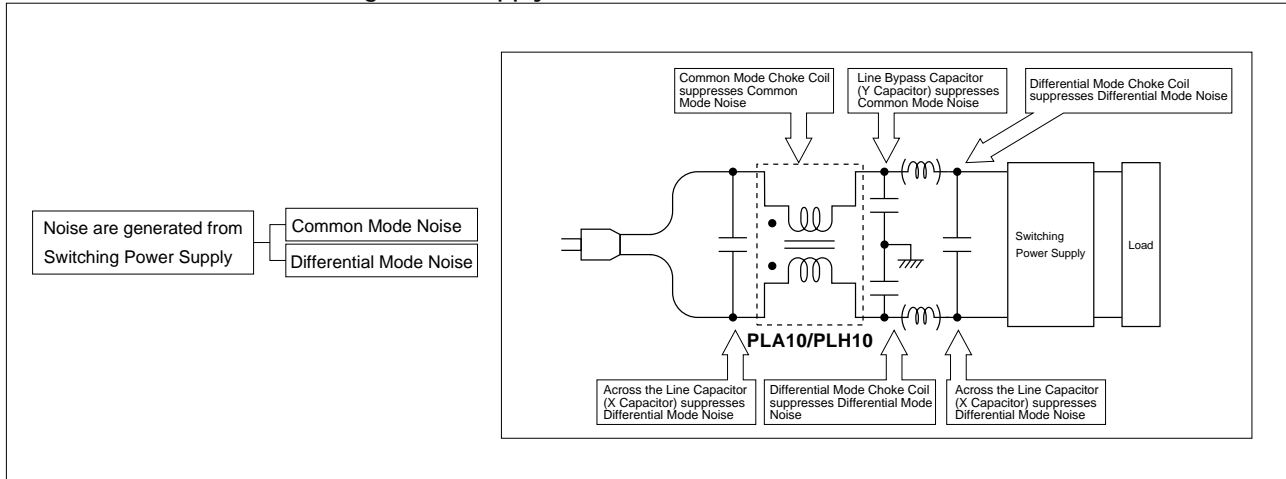 Noise are generated from
Switching Power Supply
Common Mode Noise
Differential Mode Noise
Common Mode Choke Coil
suppresses Common
Mode Noise
Line Bypass Capacitor
(Y Capacitor) suppresses
Common Mode Noise
Differential Mode Choke Coil
suppresses Differential Mode Noise
Switching
Power Supply
Load
PLA10/PLH10
Across the Line Capacitor
(X Capacitor) suppresses
Differential Mode Noise
Differential Mode Choke Coil
suppresses Differential Mode
Noise
Across the Line Capacitor
(X Capacitor) suppresses
Differential Mode Noise